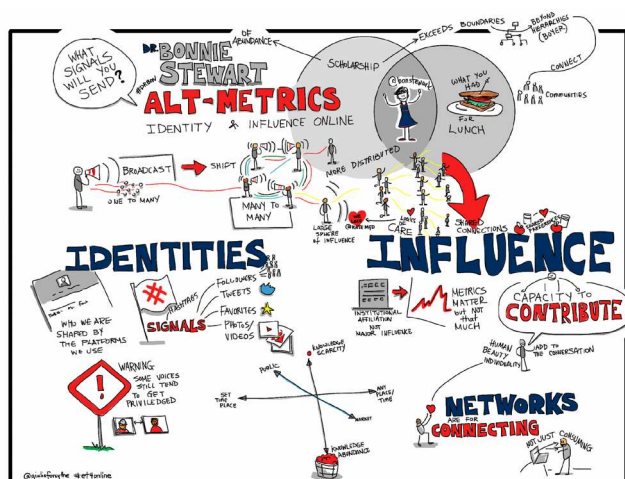 WHAT
SIGNALS
WILL YOU
SEND?
DR. BONNIE
STEWART
ALT-METRICS
IDENTITY & INFLUENCE ONLINE
OF
ABUNDANCE
SCHOLARSHIP
EXCEEDS BOUNDARIES
BEYOND
HIERARCHIES
(BOYER)
CONNECT
COMMUNITIES
@bonstewart
WHAT YOU
HAD
FOR
LUNCH
BROADCAST
SHIFT
ONE TO MANY
MANY TO
MANY
MORE DISTRIBUTED
LARGE
SPHERE
OF INFLUENCE
@KATEMFD
LOOKS
CARE
SHARED
CONNECTIONS
IDENTITIES
WHO WE ARE
SHAPED BY
THE PLATFORMS
WE USE
#
HASHTAGS
SIGNALS
FOLLOWERS
TWEETS
FAVORITES
PHOTOS/
VIDEOS
WARNING:
SOME VOICES
STILL TEND
TO GET
PRIVILEDGED
KNOWLEDGE
SCARCITY
PUBLIC
SET
TIME
PLACE
ANY
PLACE/
TIME
MARKET
KNOWLEDGE
ABUNDANCE
INFLUENCE
INSTITUTIONAL
AFFILIATION
NOT
MAJOR INFLUENCE
METRICS
MATTER
but NOT
that
MUCH
CAPACITY TO
CONTRIBUTE
HUMAN
BEAUTY
INDIVIDUALITY
ADD
TO THE CONVERSATION
NETWORKS
ARE FOR
CONNECTING
NOT JUST CONSUMING
@giuliaforsythe #et4online